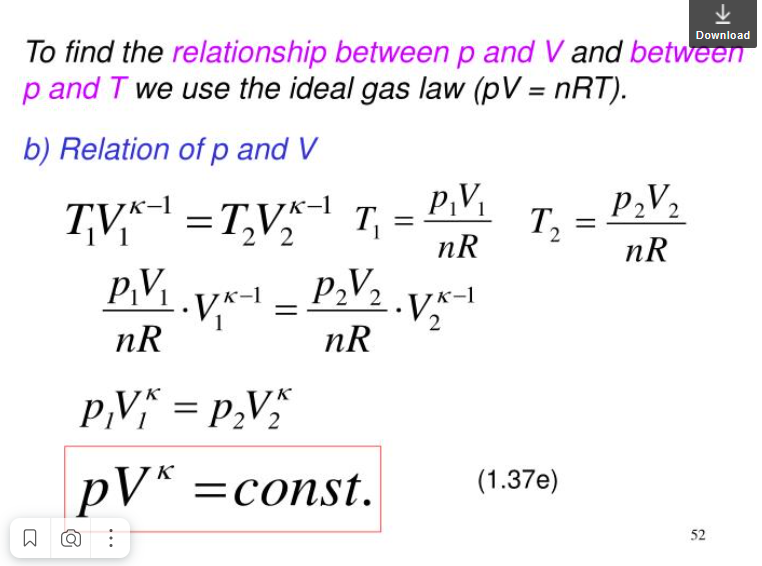 Download
To find the relationship between p and V and between
p and T we use the ideal gas law (pV = nRT).
b) Relation of p and V
T₁V₁^{κ−1} = T₂V₂^{κ−1}   T₁ = p₁V₁/nR   T₂ = p₂V₂/nR
p₁V₁/nR · V₁^{κ−1} = p₂V₂/nR · V₂^{κ−1}
p₁V₁^κ = p₂V₂^κ
pV^κ = const.   (1.37e)
52